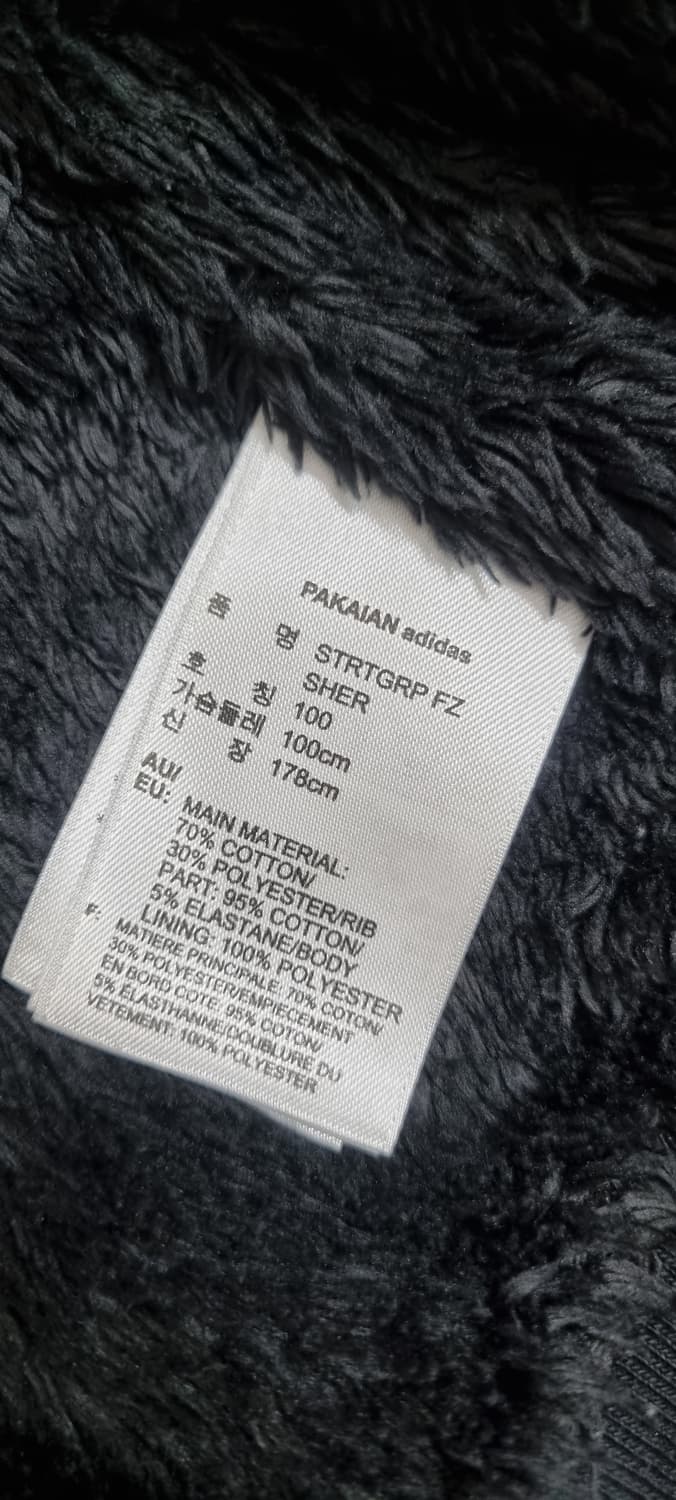 PAKAIAN adidas
품 명 STRTGRP FZ
SHER
호 칭 100
가슴둘레 100cm
신 장 178cm
AU/
EU: MAIN MATERIAL:
70% COTTON/
30% POLYESTER/RIB
PART: 95% COTTON/
5% ELASTANE/BODY
LINING: 100% POLYESTER
F: MATIERE PRINCIPALE: 70% COTON/
30% POLYESTER/EMPIECEMENT
EN BORD COTE: 95% COTON/
5% ELASTHANNE/DOUBLURE DU
VETEMENT: 100% POLYESTER